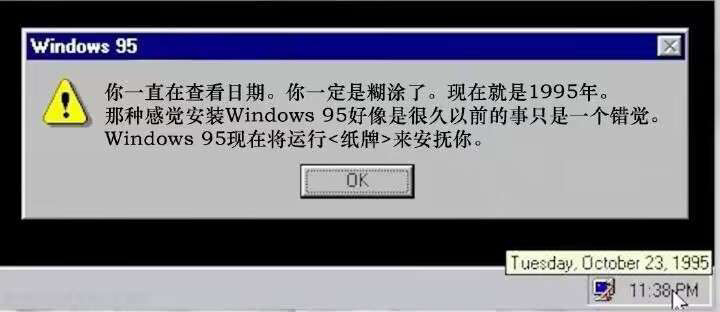 Windows 95
你一直在查看日期。你一定是糊涂了。现在就是1995年。
那种感觉安装Windows 95好像是很久以前的事只是一个错觉。
Windows 95现在将运行<纸牌>来安抚你。
OK
Tuesday, October 23, 1995
11:38 PM